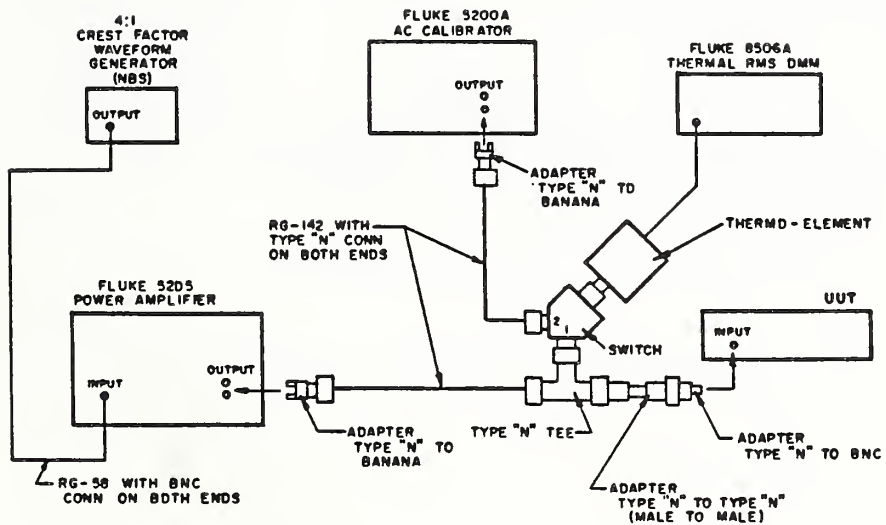 4:1
CREST FACTOR
WAVEFORM
GENERATOR
(NBS)
OUTPUT
FLUKE 5200A
AC CALIBRATOR
OUTPUT
FLUKE 8506A
THERMAL RMS DMM
ADAPTER
TYPE "N" TO
BANANA
RG-142 WITH
TYPE "N" CONN
ON BOTH ENDS
THERMO-ELEMENT
FLUKE 5205
POWER AMPLIFIER
INPUT
OUTPUT
2
1
SWITCH
UUT
INPUT
ADAPTER
TYPE "N" TO
BANANA
TYPE "N" TEE
ADAPTER
TYPE "N" TO BNC
RG-58 WITH BNC
CONN ON BOTH ENDS
ADAPTER
TYPE "N" TO TYPE "N"
(MALE TO MALE)